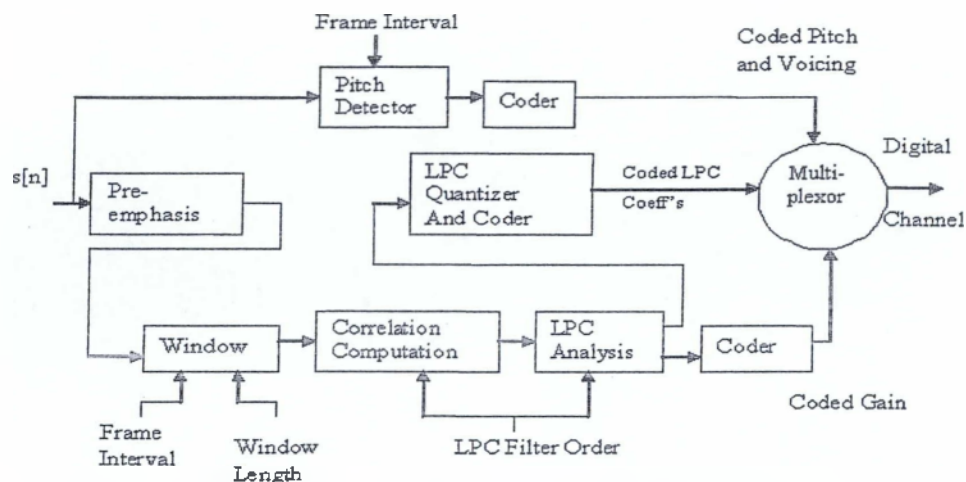 Frame Interval
Coded Pitch
and Voicing
Pitch
Detector
Coder
Digital
s[n]
Pre-
emphasis
LPC
Quantizer
And Coder
Coded LPC
Coeff's
Multi-
plexor
Channel
Window
Correlation
Computation
LPC
Analysis
Coder
Coded Gain
Frame
Interval
Window
Length
LPC Filter Order